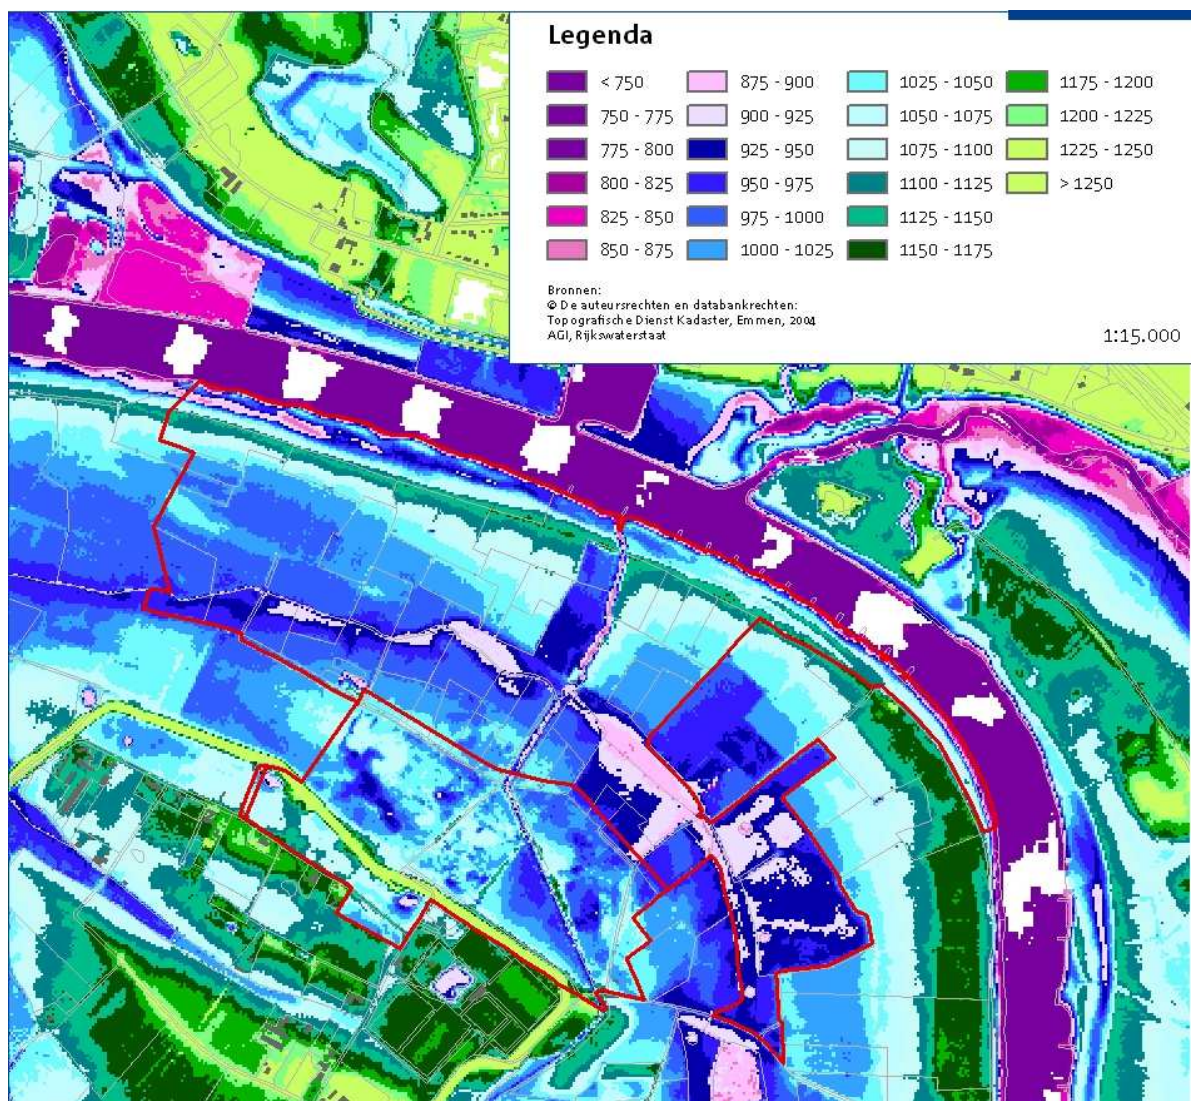 Legenda
< 750 875 - 900 1025 - 1050 1175 - 1200
750 - 775 900 - 925 1050 - 1075 1200 - 1225
775 - 800 925 - 950 1075 - 1100 1225 - 1250
800 - 825 950 - 975 1100 - 1125 > 1250
825 - 850 975 - 1000 1125 - 1150
850 - 875 1000 - 1025 1150 - 1175
Bronnen:
© De auteursrechten en databankrechten:
Topografische Dienst Kadaster, Emmen, 2004
AGI, Rijkswaterstaat
1:15.000